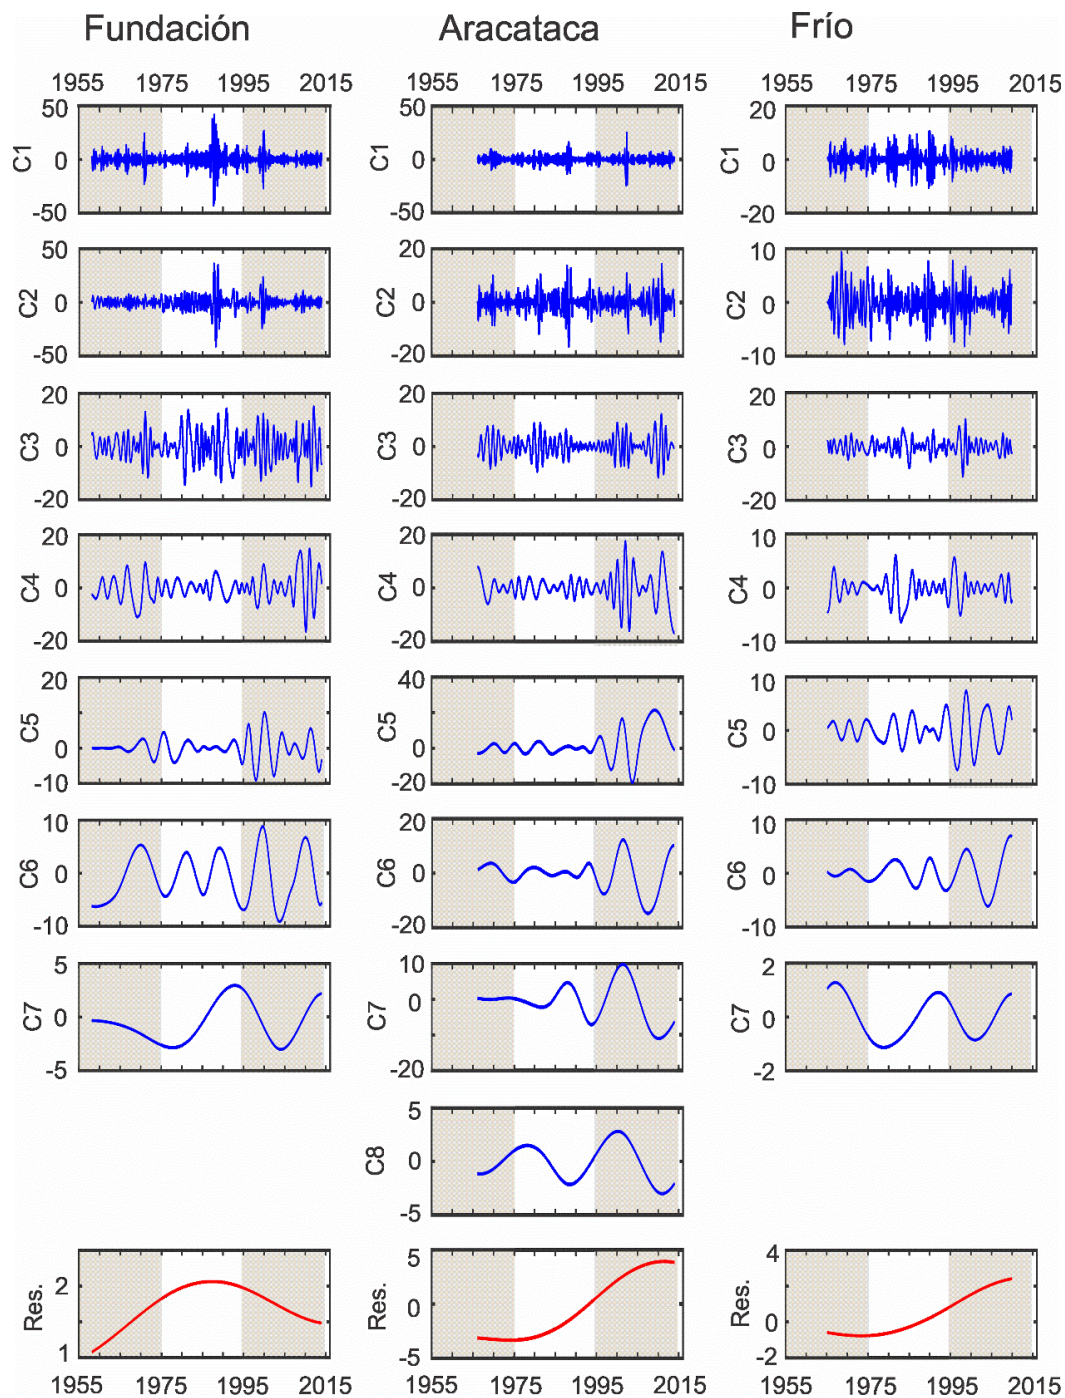 Fundación Aracataca Frío
1955 1975 1995 2015 1955 1975 1995 2015 1955 1975 1995 2015
C1 50 0 -50 C1 50 0 -50 C1 20 0 -20
C2 50 0 -50 C2 20 0 -20 C2 10 0 -10
C3 20 0 -20 C3 20 0 -20 C3 20 0 -20
C4 20 0 -20 C4 20 0 -20 C4 10 0 -10
C5 20 0 -10 C5 40 0 -20 C5 10 0 -10
C6 10 0 -10 C6 20 0 -20 C6 10 0 -10
C7 5 0 -5 C7 10 0 -20 C7 2 0 -2
C8 5 0 -5
Res. 2 1 Res. 5 0 -5 Res. 4 0 -2
1955 1975 1995 2015 1955 1975 1995 2015 1955 1975 1995 2015